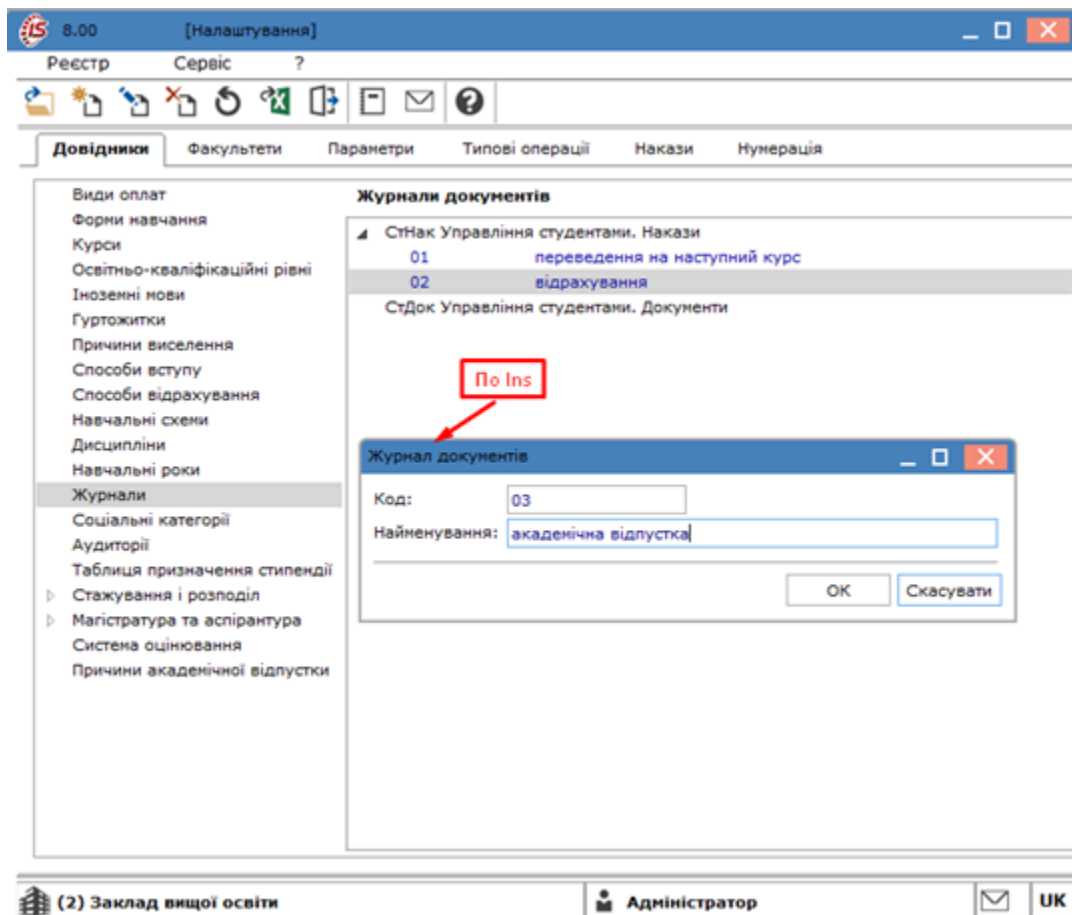 8.00 [Налаштування]
Реєстр Сервіс ?
Довідники Факультети Параметри Типові операції Накази Нумерація
Види оплат
Форми навчання
Курси
Освітньо-кваліфікаційні рівні
Іноземні мови
Гуртожитки
Причини виселення
Способи вступу
Способи відрахування
Навчальні схеми
Дисципліни
Навчальні роки
Журнали
Соціальні категорії
Аудиторії
Таблиця призначення стипендії
Стажування і розподіл
Магістратура та аспірантура
Система оцінювання
Причини академічної відпустки
Журнали документів
СтНак Управління студентами. Накази
01 переведення на наступний курс
02 відрахування
СтДок Управління студентами. Документи
По Ins
Журнал документів
Код: 03
Найменування: академічна відпустка
ОК Скасувати
(2) Заклад вищої освіти Адміністратор UK